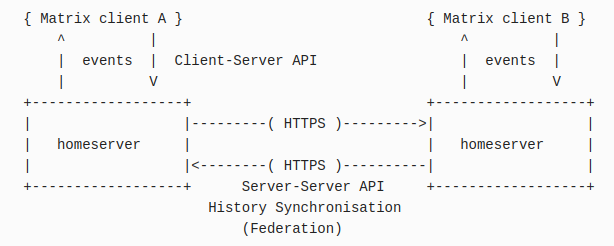 { Matrix client A }                             { Matrix client B }
    ^          |                                    ^          |
    |  events  |  Client-Server API                 |  events  |
    |          V                                    |          V
+------------------+                            +------------------+
|                  |---------( HTTPS )--------->|                  |
|   homeserver     |                            |   homeserver     |
|                  |<--------( HTTPS )----------|                  |
+------------------+      Server-Server API     +------------------+
                      History Synchronisation
                          (Federation)